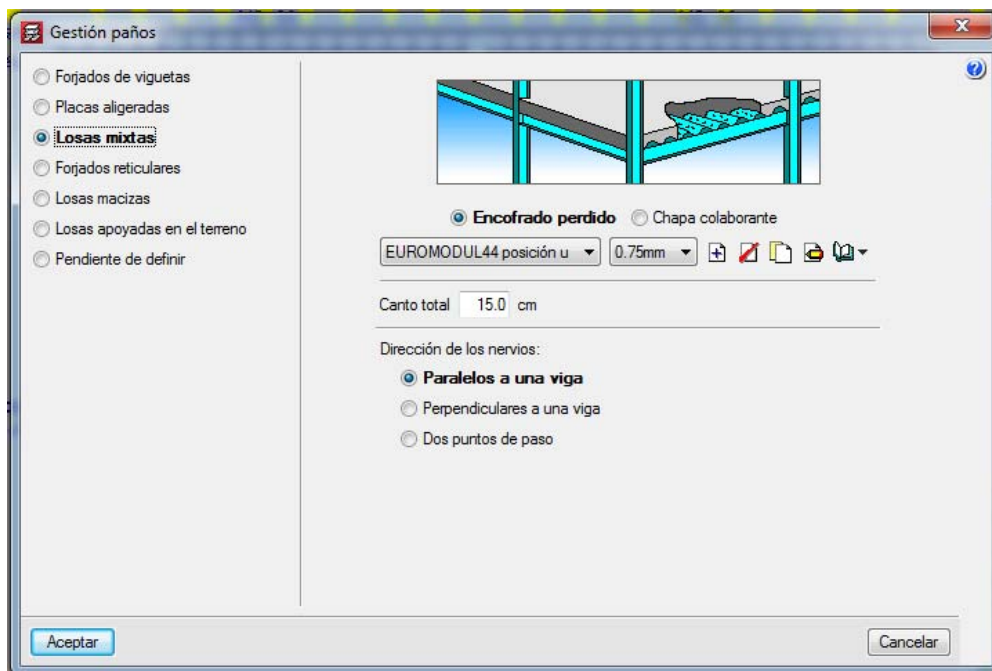 Gestión paños
Forjados de viguetas
Placas aligeradas
Losas mixtas
Forjados reticulares
Losas macizas
Losas apoyadas en el terreno
Pendiente de definir
Encofrado perdido Chapa colaborante
EUROMODUL44 posición u 0.75mm
Canto total 15.0 cm
Dirección de los nervios:
Paralelos a una viga
Perpendiculares a una viga
Dos puntos de paso
Aceptar Cancelar